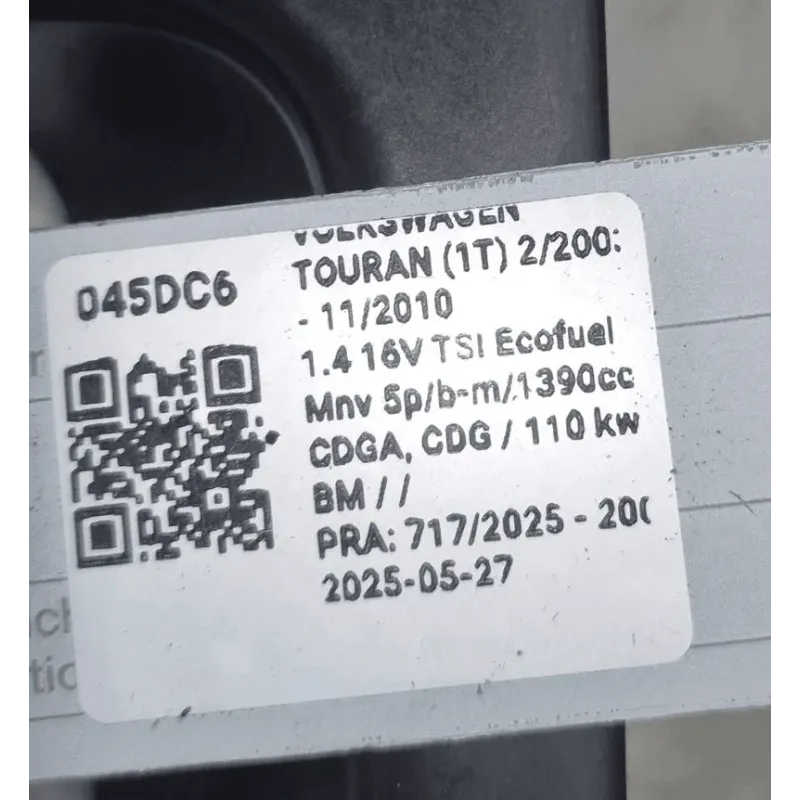 045DC6
VOLKSWAGEN
TOURAN (1T) 2/200
- 11/2010
1.4 16V TSI Ecofuel
Mnv 5p/b-m/1390cc
CDGA, CDG / 110 kw
BM / /
PRA: 717/2025 - 20
2025-05-27